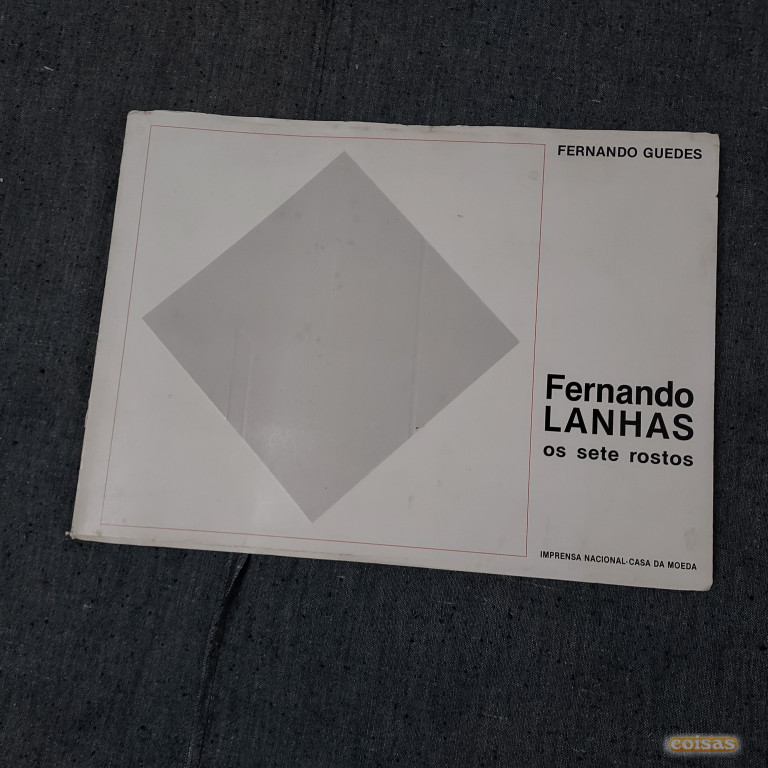 FERNANDO GUEDES
Fernando
LANHAS
os sete rostos
IMPRENSA NACIONAL-CASA DA MOEDA
coisas